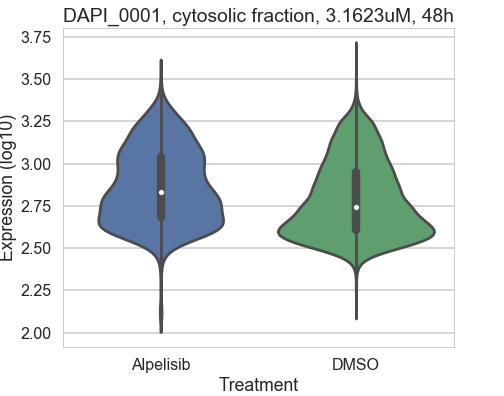 DAPI_0001, cytosolic fraction, 3.1623uM, 48h
3.75
3.50
3.25
3.00
2.75
2.50
2.25
2.00
Expression (log10)
Alpelisib
DMSO
Treatment